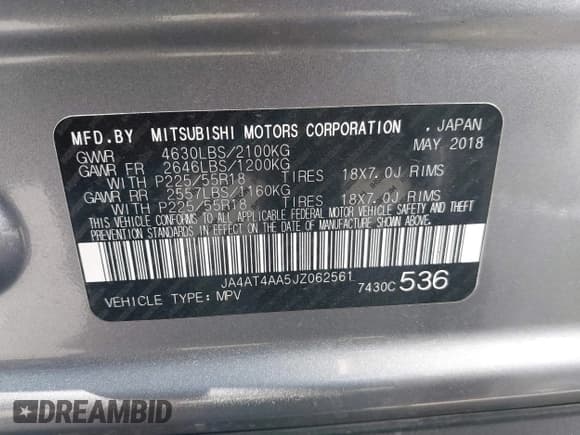 MFD.BY MITSUBISHI MOTORS CORPORATION , JAPAN
GVWR 4630LBS/2100KG MAY 2018
GAWR FR 2646LBS/1200KG
WITH P225/55R18 TIRES 18X7.0J RIMS
GAWR RR 2557LBS/1160KG
WITH P225/55R18 TIRES 18X7.0J RIMS
THIS VEHICLE CONFORMS TO ALL APPLICABLE FEDERAL MOTOR VEHICLE SAFETY AND THEFT
PREVENTION STANDARDS IN EFFECT ON THE DATE OF MANUFACTURE SHOWN ABOVE.
JA4AT4AA5JZ062561
VEHICLE TYPE: MPV 7430C 536
DREAMBID